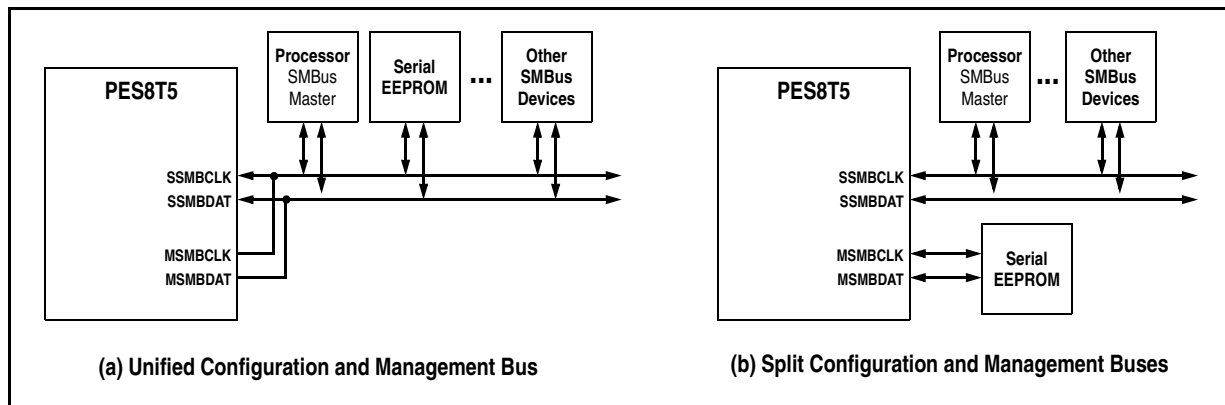 PES8T5
Processor
SMBus
Master
Serial
EEPROM
...
Other
SMBus
Devices
SSMBCLK
SSMBDAT
MSMBCLK
MSMBDAT
(a) Unified Configuration and Management Bus
PES8T5
Processor
SMBus
Master
...
Other
SMBus
Devices
SSMBCLK
SSMBDAT
MSMBCLK
MSMBDAT
Serial
EEPROM
(b) Split Configuration and Management Buses